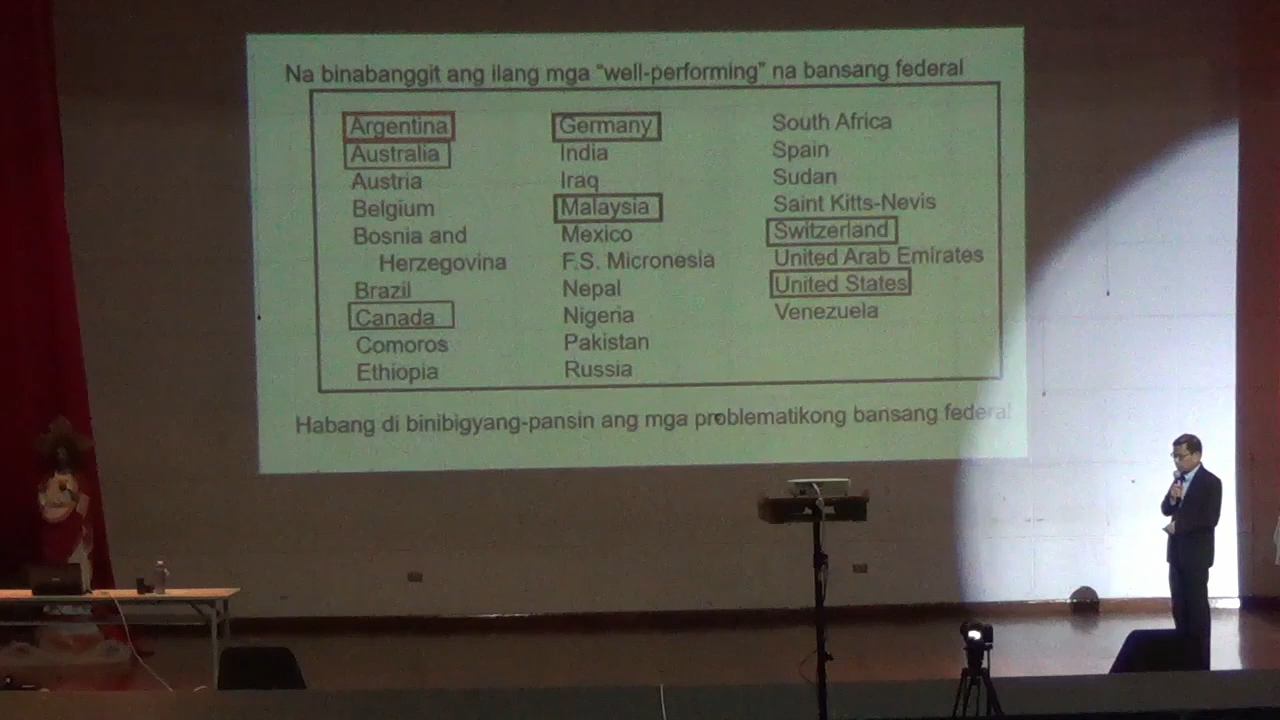 Na binabanggit ang ilang mga “well-performing” na bansang federal
Argentina
Australia
Austria
Belgium
Bosnia and
Herzegovina
Brazil
Canada
Comoros
Ethiopia
Germany
India
Iraq
Malaysia
Mexico
F.S. Micronesia
Nepal
Nigeria
Pakistan
Russia
South Africa
Spain
Sudan
Saint Kitts-Nevis
Switzerland
United Arab Emirates
United States
Venezuela
Habang di binibigyang-pansin ang mga problematikong bansang federal